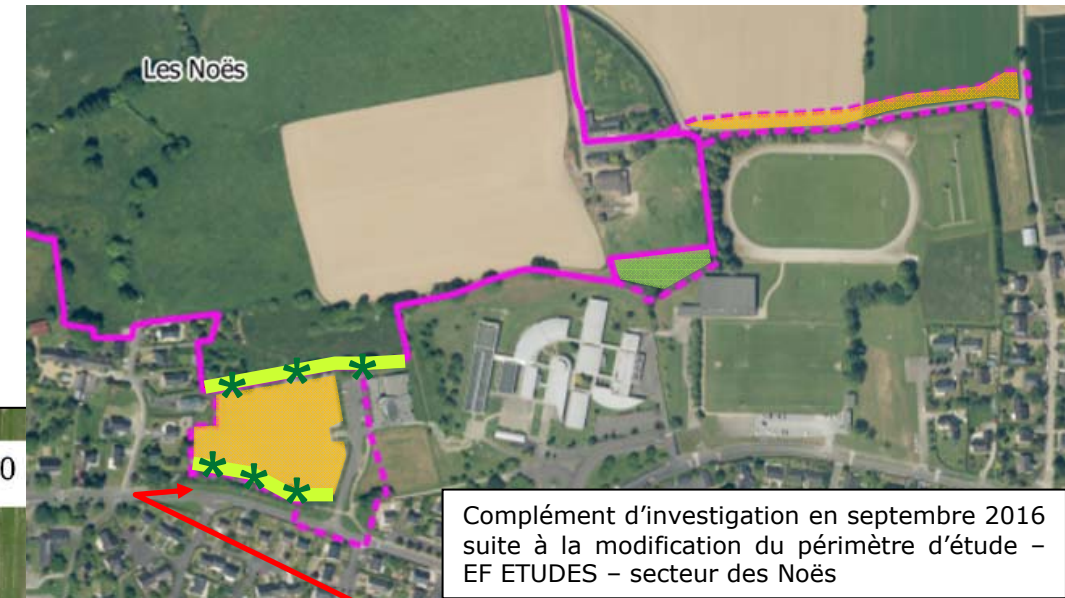 Les Noës
0
Complément d'investigation en septembre 2016
suite à la modification du périmètre d'étude –
EF ETUDES – secteur des Noës